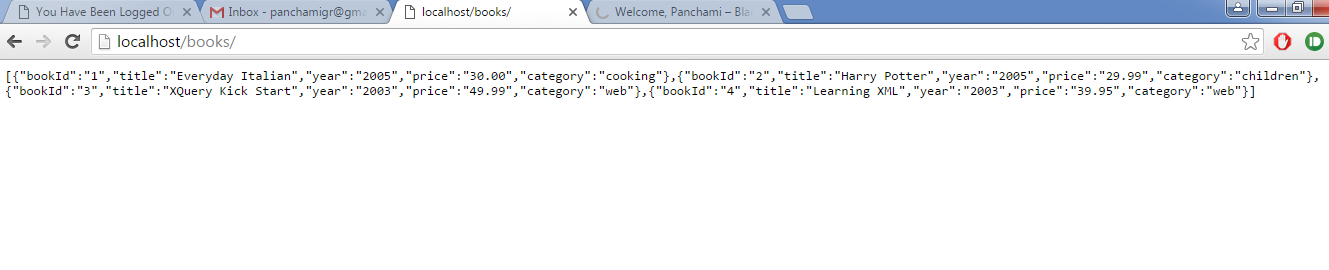 You Have Been Logged O
Inbox - panchamigr@gma
localhost/books/
Welcome, Panchami – Bla
localhost/books/
[{"bookId":"1","title":"Everyday Italian","year":"2005","price":"30.00","category":"cooking"},{"bookId":"2","title":"Harry Potter","year":"2005","price":"29.99","category":"children"},
{"bookId":"3","title":"XQuery Kick Start","year":"2003","price":"49.99","category":"web"},{"bookId":"4","title":"Learning XML","year":"2003","price":"39.95","category":"web"}]